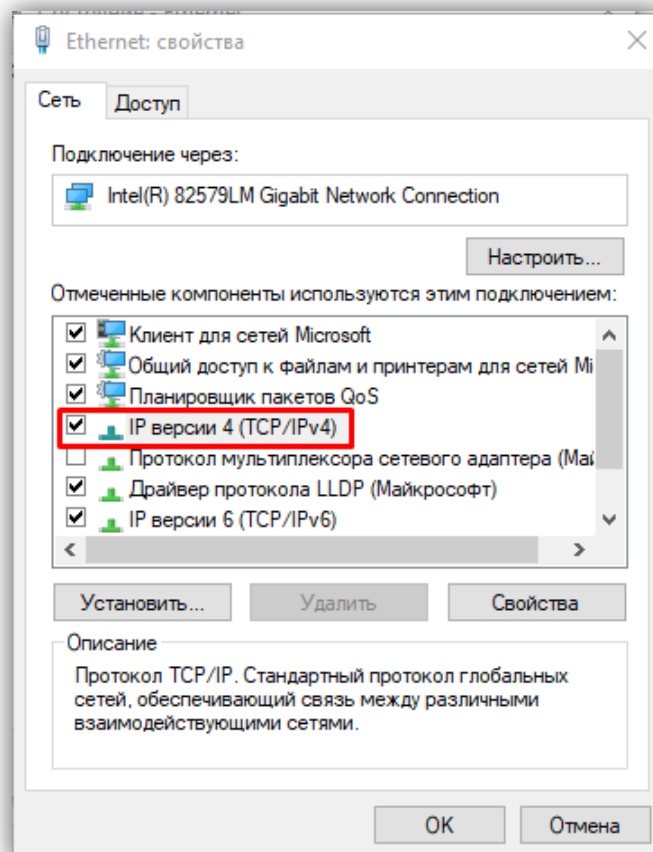 Ethernet: свойства
Сеть
Доступ
Подключение через:
Intel(R) 82579LM Gigabit Network Connection
Настроить...
Отмеченные компоненты используются этим подключением:
Клиент для сетей Microsoft
Общий доступ к файлам и принтерам для сетей Mi
Планировщик пакетов QoS
IP версии 4 (TCP/IPv4)
Протокол мультиплексора сетевого адаптера (Май
Драйвер протокола LLDP (Майкрософт)
IP версии 6 (TCP/IPv6)
Установить...
Удалить
Свойства
Описание
Протокол TCP/IP. Стандартный протокол глобальных
сетей, обеспечивающий связь между различными
взаимодействующими сетями.
OK
Отмена